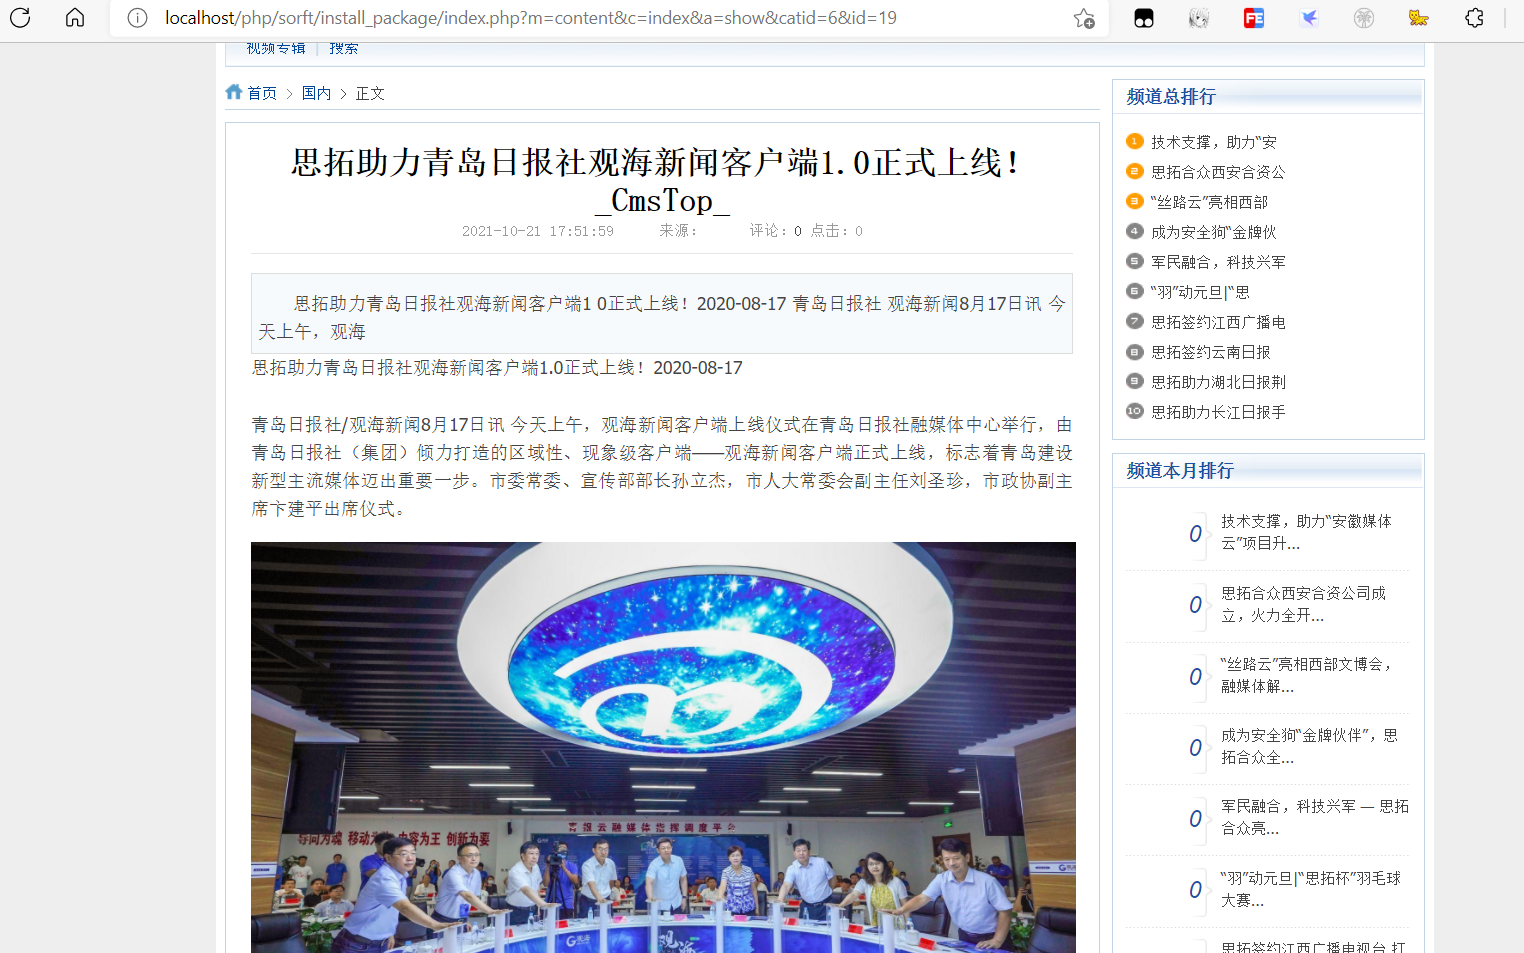 localhost/php/sorft/install_package/index.php?m=content&c=index&a=show&catid=6&id=19
视频专辑 | 搜索
首页 > 国内 > 正文
思拓助力青岛日报社观海新闻客户端1.0正式上线！
_CmsTop_
2021-10-21 17:51:59 来源： 评论：0 点击：0
思拓助力青岛日报社观海新闻客户端1 0正式上线！2020-08-17 青岛日报社 观海新闻8月17日讯 今
天上午，观海
思拓助力青岛日报社观海新闻客户端1.0正式上线！2020-08-17
青岛日报社/观海新闻8月17日讯 今天上午，观海新闻客户端上线仪式在青岛日报社融媒体中心举行，由
青岛日报社（集团）倾力打造的区域性、现象级客户端——观海新闻客户端正式上线，标志着青岛建设
新型主流媒体迈出重要一步。市委常委、宣传部部长孙立杰，市人大常委会副主任刘圣珍，市政协副主
席卞建平出席仪式。
导向为魂 移动为 内容为王 创新为要
青报云融媒体指挥调度平台
观海
频道总排行
1 技术支撑，助力“安
2 思拓合众西安合资公
3 “丝路云”亮相西部
4 成为安全狗“金牌伙
5 军民融合，科技兴军
6 “羽”动元旦|“思
7 思拓签约江西广播电
8 思拓签约云南日报
9 思拓助力湖北日报荆
10 思拓助力长江日报手
频道本月排行
0 技术支撑，助力“安徽媒体
云”项目升...
0 思拓合众西安合资公司成
立，火力全开...
0 “丝路云”亮相西部文博会，
融媒体解...
0 成为安全狗“金牌伙伴”，思
拓合众全...
0 军民融合，科技兴军 — 思拓
合众亮...
0 “羽”动元旦|“思拓杯”羽毛球
大赛...
思拓签约江西广播电视台 打